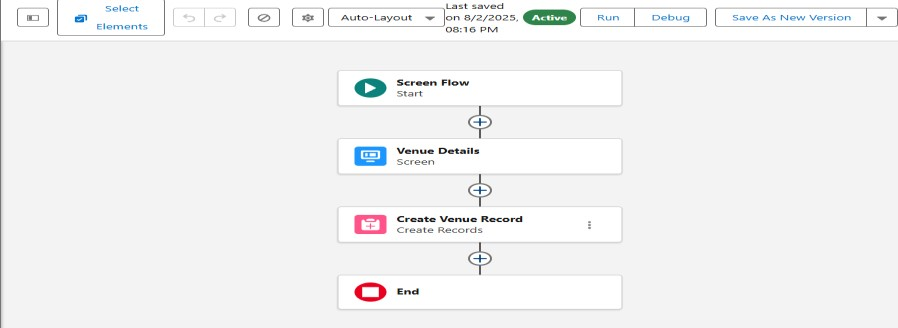 Select
Elements
Auto-Layout
Last saved
on 8/2/2025,
08:16 PM
Active
Run
Debug
Save As New Version
Screen Flow
Start
Venue Details
Screen
Create Venue Record
Create Records
End